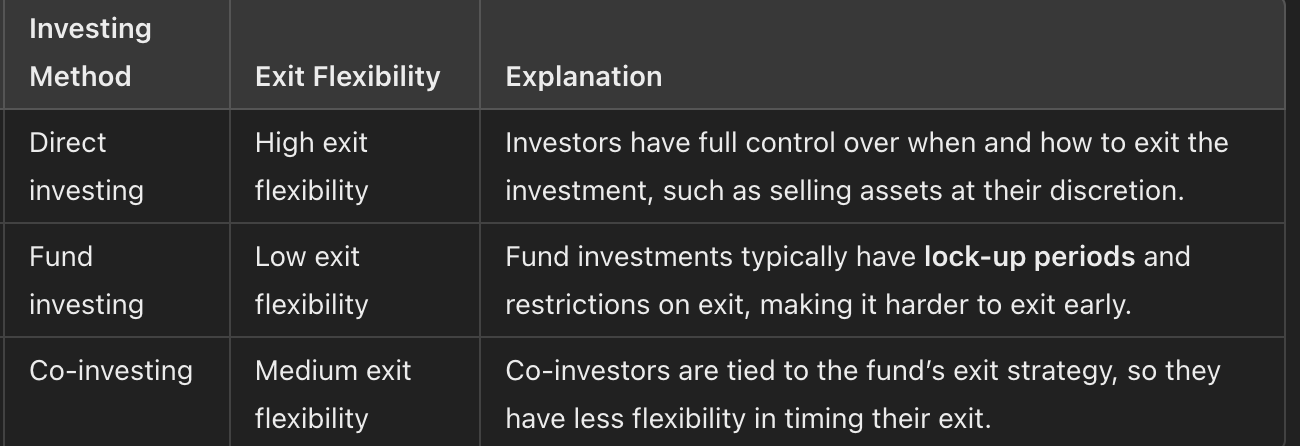 Investing
Method
Exit Flexibility
Explanation
Direct
investing
High exit
flexibility
Investors have full control over when and how to exit the
investment, such as selling assets at their discretion.
Fund
investing
Low exit
flexibility
Fund investments typically have lock-up periods and
restrictions on exit, making it harder to exit early.
Co-investing
Medium exit
flexibility
Co-investors are tied to the fund’s exit strategy, so they
have less flexibility in timing their exit.